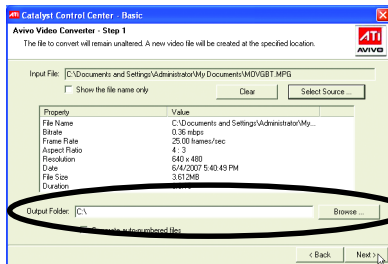 ATI Catalyst Control Center - Basic
Avivo Video Converter - Step 1
The file to convert will remain unaltered. A new video file will be created at the specified location.
ATI
AVIVO
Input File: C:\Documents and Settings\Administrator\My Documents\MOVGBT.MPG
Show the file name only
Clear
Select Source ...
Property Value
File Name C:\Documents and Settings\Administrator\My...
Bitrate 0.36 mbps
Frame Rate 25.00 frames/sec
Aspect Ratio 4 : 3
Resolution 640 x 480
Date 6/4/2007 5:40:49 PM
File Size 3.612MB
Duration
Output Folder: C:\
Browse ...
files
< Back
Next >